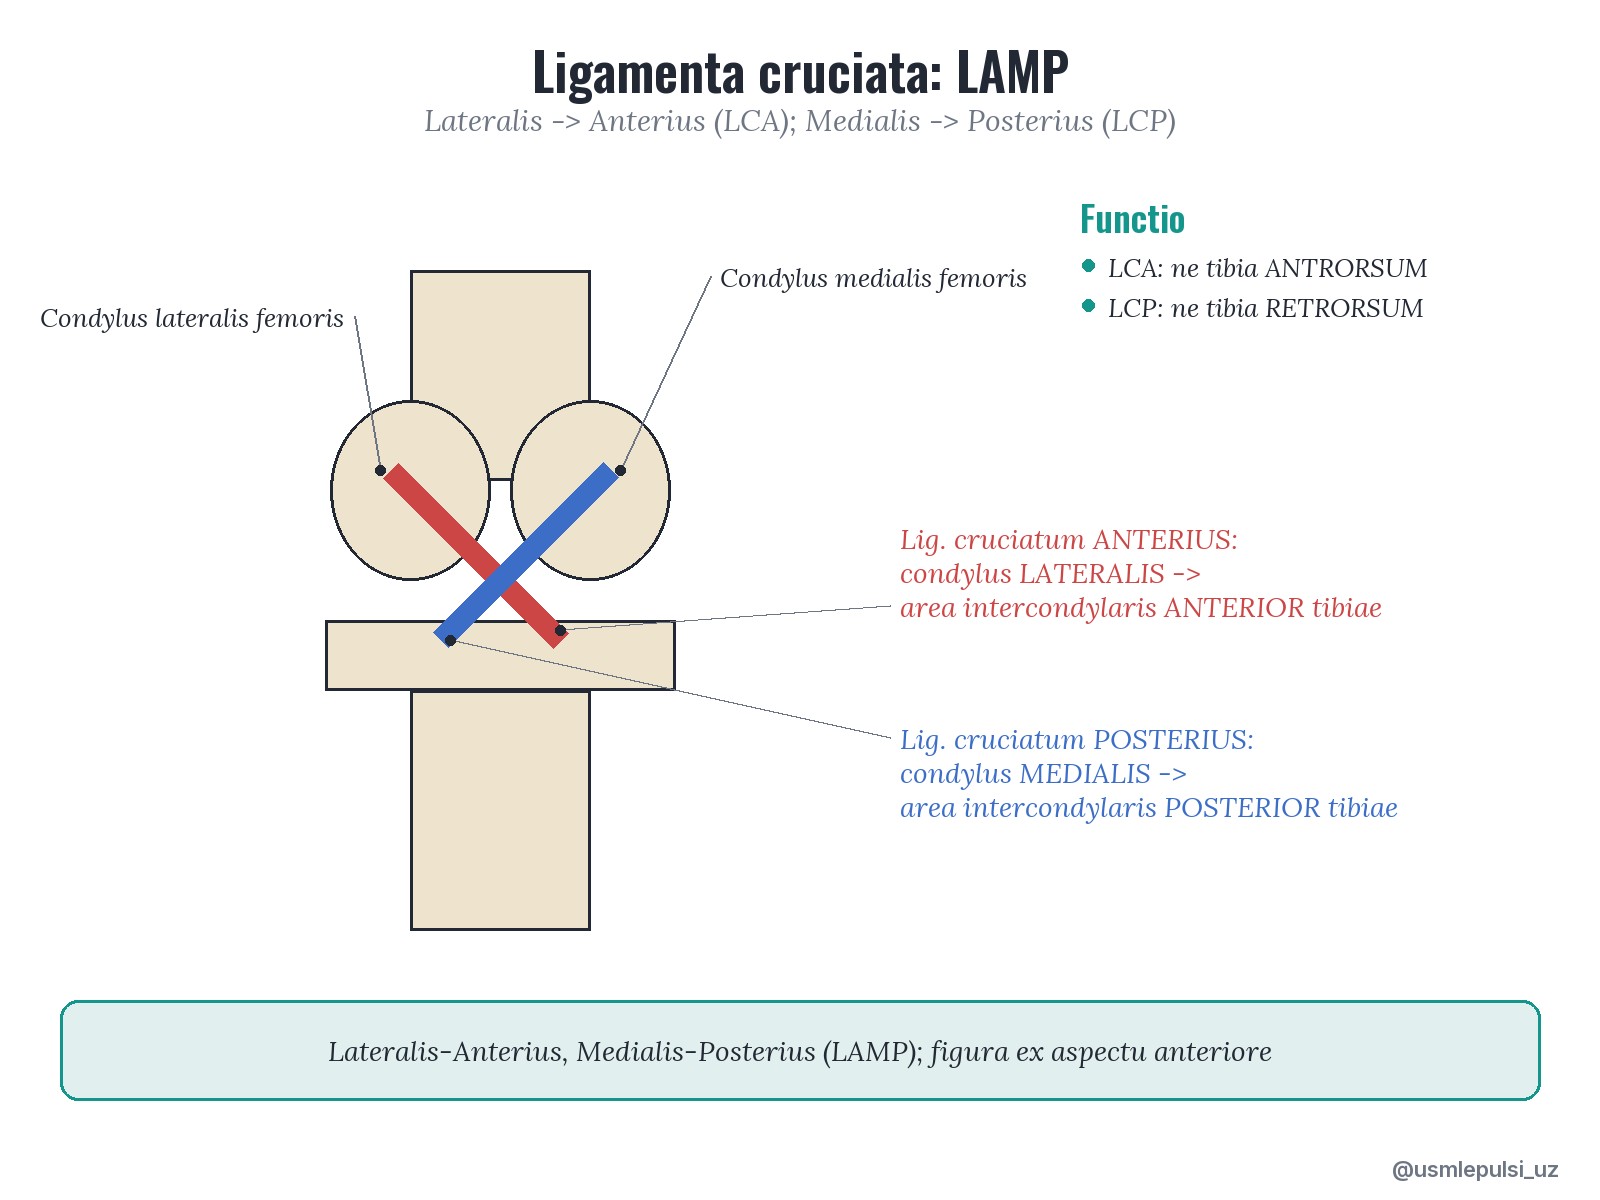 Ligamenta cruciata: LAMP
Lateralis -> Anterius (LCA); Medialis -> Posterius (LCP)
Functio
LCA: ne tibia ANTRORSUM
LCP: ne tibia RETRORSUM
Condylus medialis femoris
Condylus lateralis femoris
Lig. cruciatum ANTERIUS:
condylus LATERALIS ->
area intercondylaris ANTERIOR tibiae
Lig. cruciatum POSTERIUS:
condylus MEDIALIS ->
area intercondylaris POSTERIOR tibiae
Lateralis-Anterius, Medialis-Posterius (LAMP); figura ex aspectu anteriore
@usmlepulsi_uz